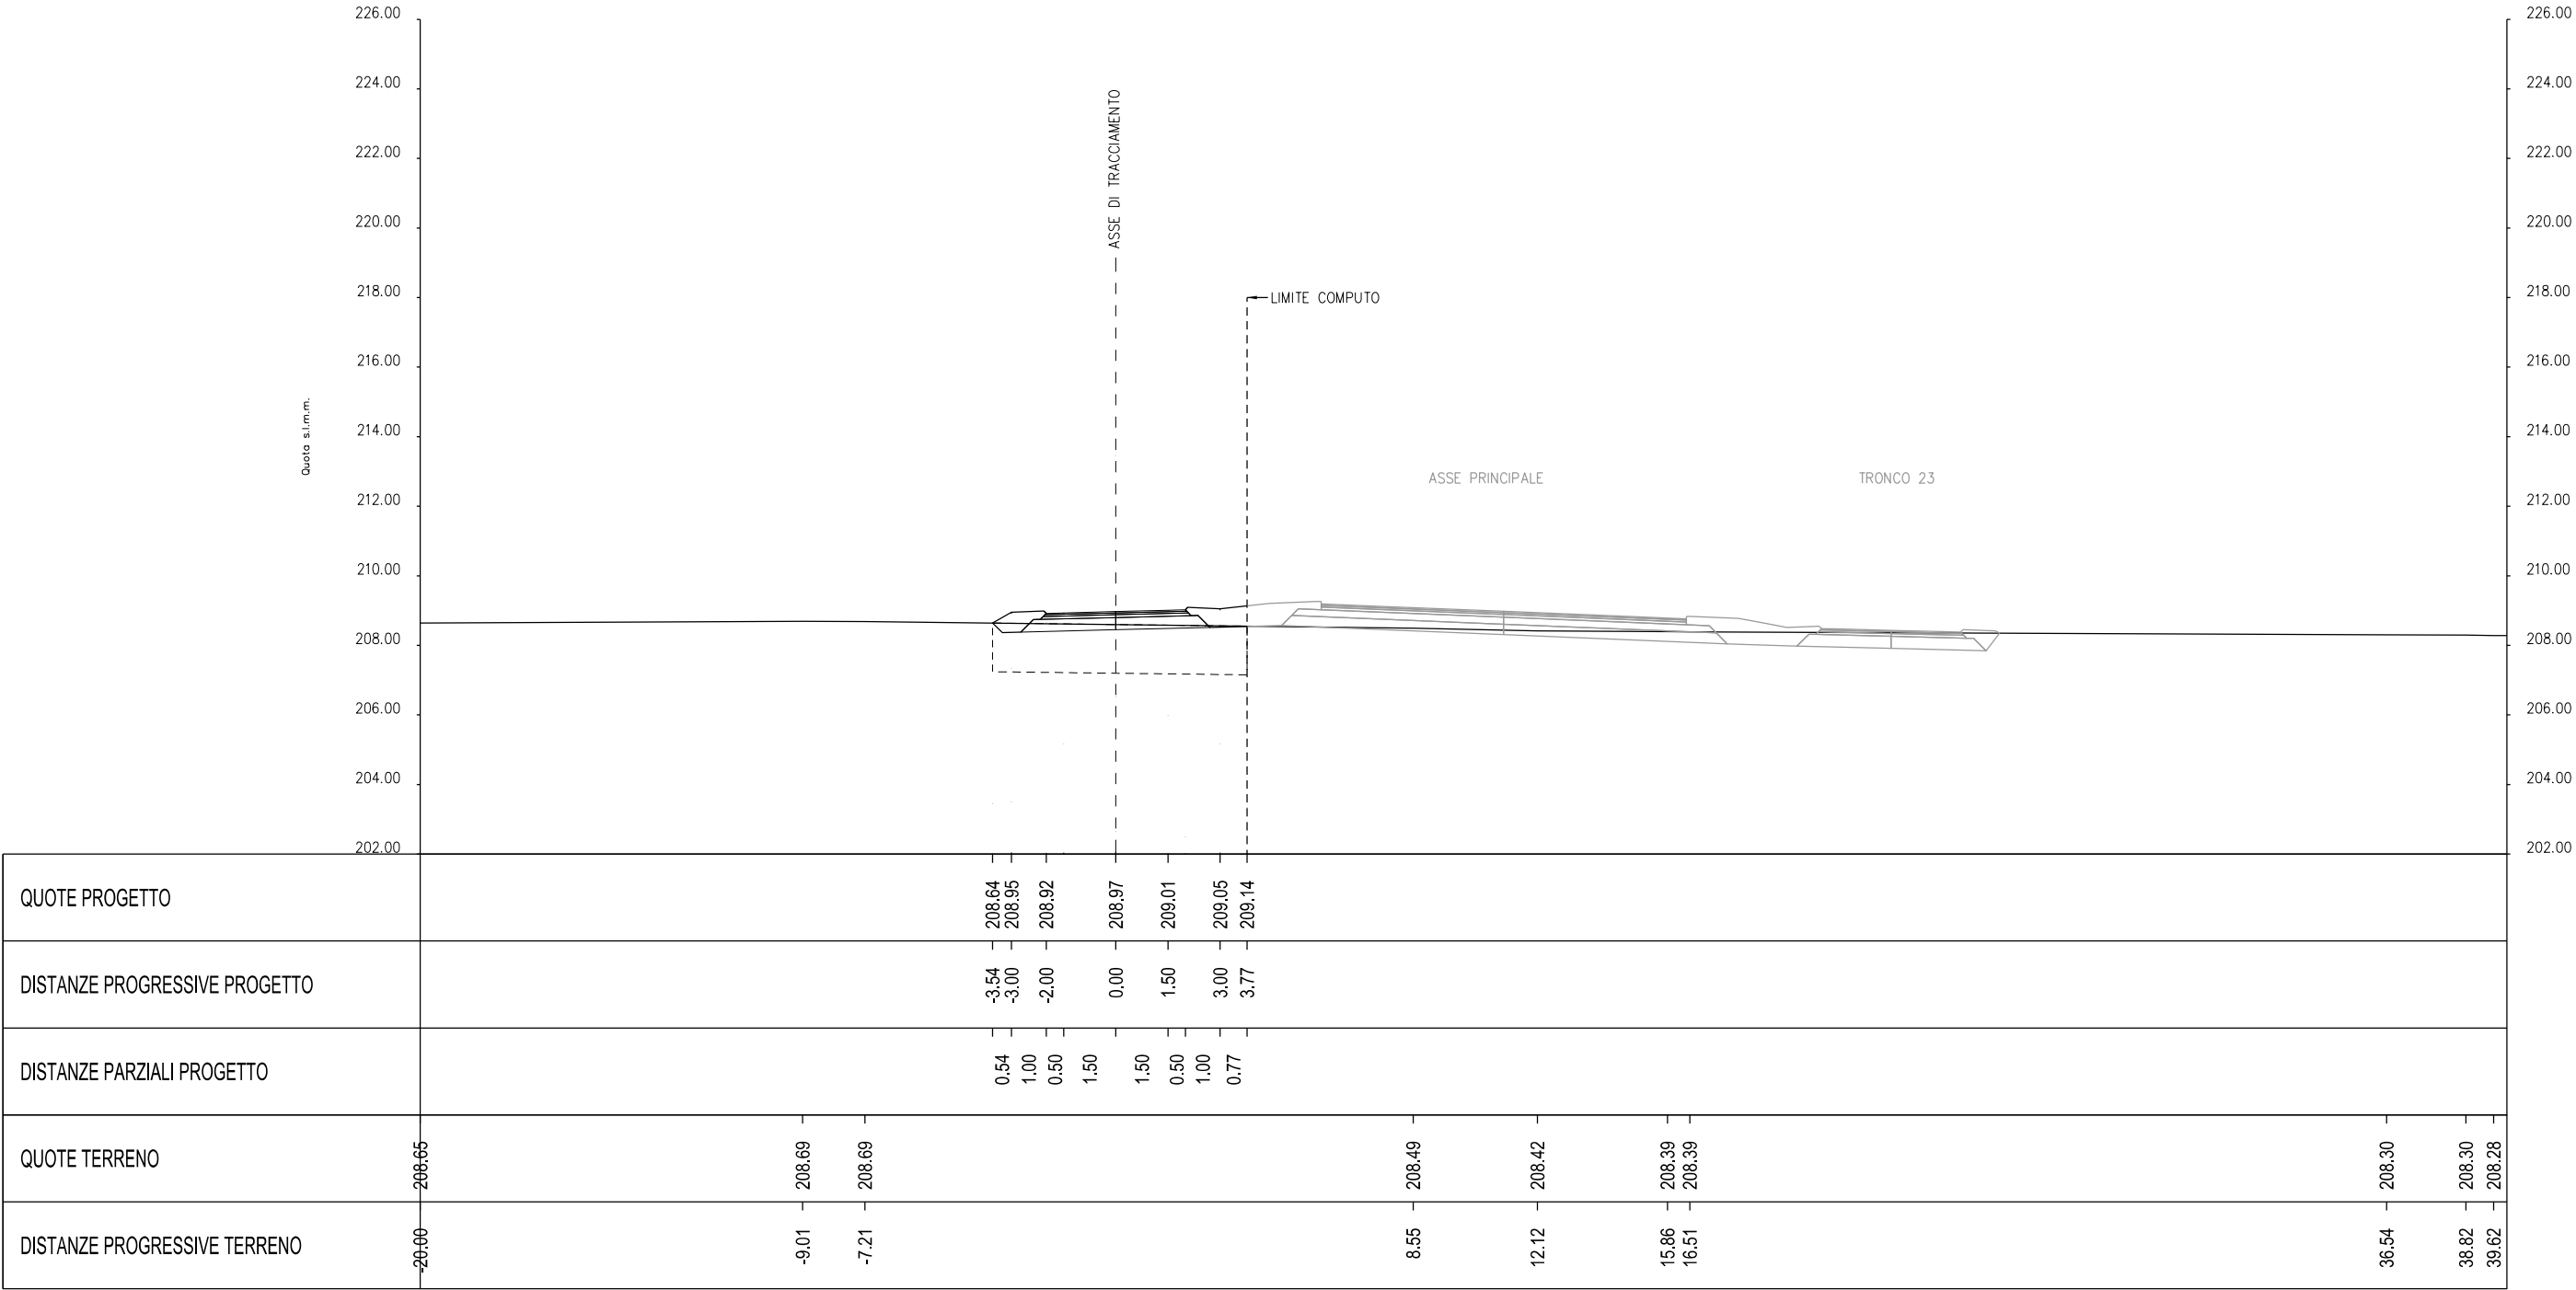 226.00 226.00
224.00 224.00
222.00 222.00
220.00 220.00
218.00 218.00
216.00 216.00
214.00 214.00
212.00 212.00
210.00 210.00
208.00 208.00
206.00 206.00
204.00 204.00
202.00 202.00
Quota s.l.m.m.
ASSE DI TRACCIAMENTO
LIMITE COMPUTO
ASSE PRINCIPALE
TRONCO 23
QUOTE PROGETTO 208.64 208.95 208.92 208.97 209.01 209.05 209.14
DISTANZE PROGRESSIVE PROGETTO -3.54 -3.00 -2.00 0.00 1.50 3.00 3.77
DISTANZE PARZIALI PROGETTO 0.54 1.00 0.50 1.50 1.50 0.50 1.00 0.77
QUOTE TERRENO 208.65 208.69 208.69 208.49 208.42 208.39 208.39 208.30 208.30 208.28
DISTANZE PROGRESSIVE TERRENO -20.00 -9.01 -7.21 8.55 12.12 15.86 16.51 36.54 38.82 39.62